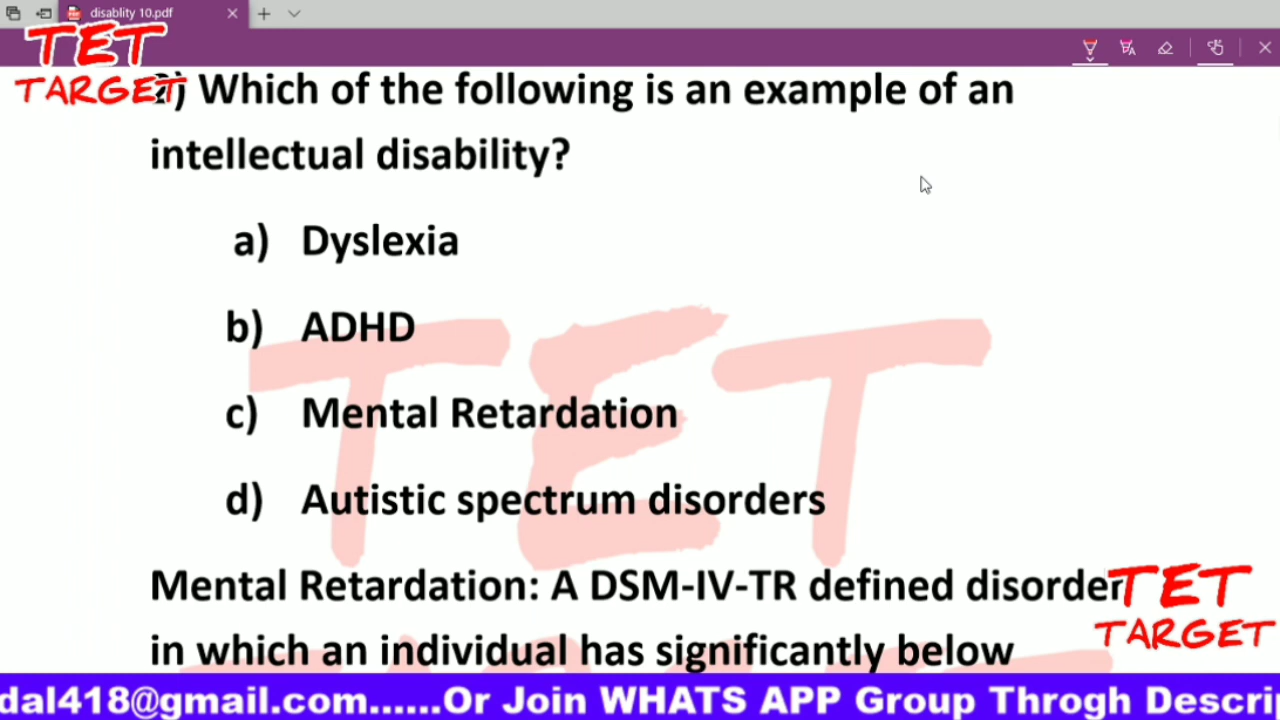 disablity 10.pdf
TET
TARGET
2) Which of the following is an example of an
intellectual disability?
a) Dyslexia
b) ADHD
c) Mental Retardation
d) Autistic spectrum disorders
TET
Mental Retardation: A DSM-IV-TR defined disorder
in which an individual has significantly below
TET
TARGET
dal418@gmail.com......Or Join WHATS APP Group Throgh Descri